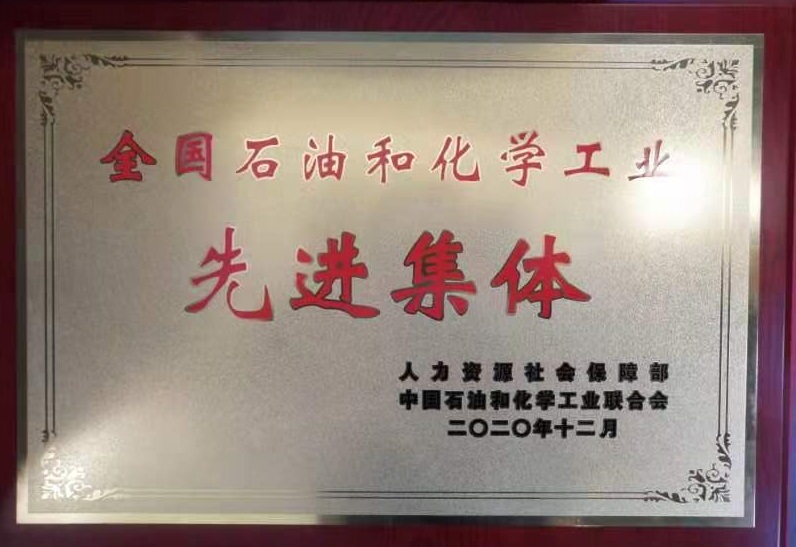 全国石油和化学工业
先进集体
人力资源社会保障部
中国石油和化学工业联合会
二〇二〇年十二月